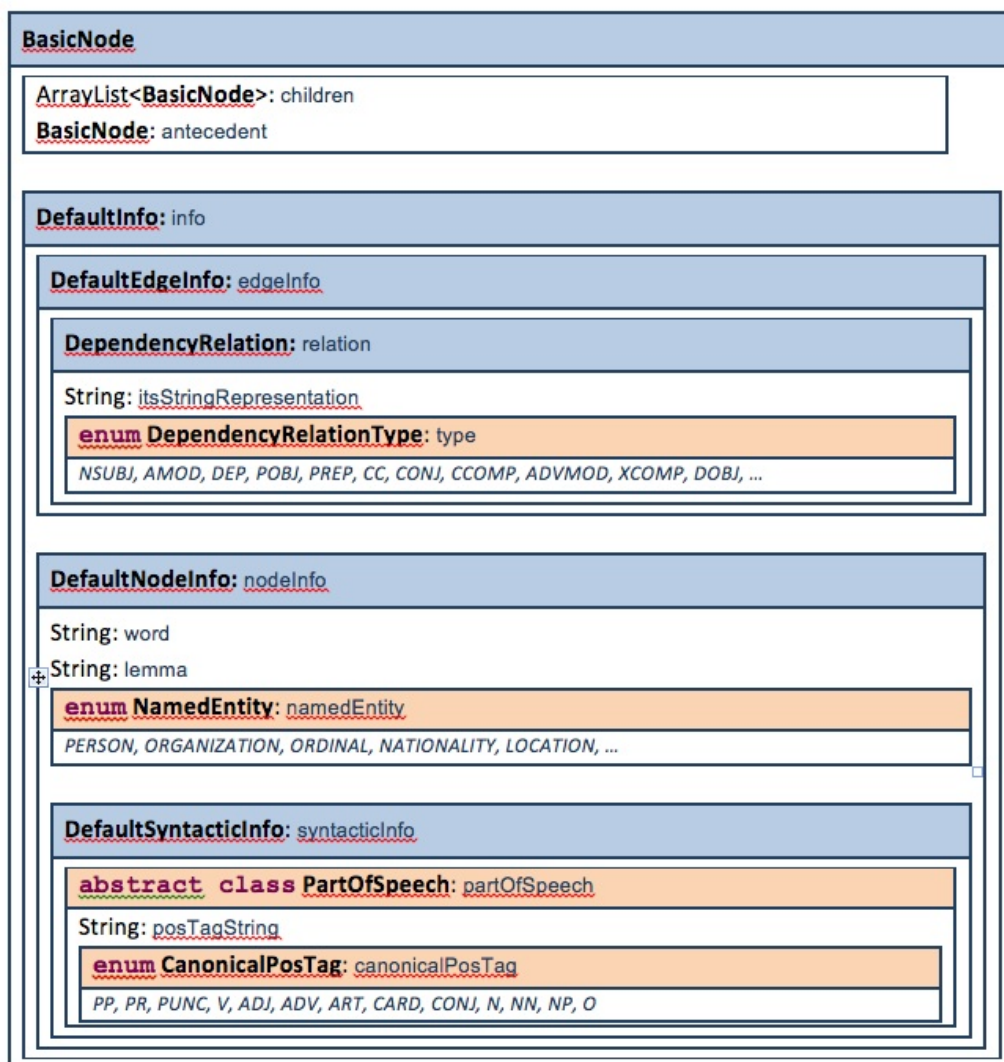 BasicNode
ArrayList<BasicNode>: children
BasicNode: antecedent
DefaultInfo: info
DefaultEdgeInfo: edgeInfo
DependencyRelation: relation
String: itsStringRepresentation
enum DependencyRelationType: type
NSUBJ, AMOD, DEP, POBJ, PREP, CC, CONJ, CCOMP, ADVMOD, XCOMP, DOBJ, ...
DefaultNodeInfo: nodeInfo
String: word
String: lemma
enum NamedEntity: namedEntity
PERSON, ORGANIZATION, ORDINAL, NATIONALITY, LOCATION, ...
DefaultSyntacticInfo: syntacticInfo
abstract class PartOfSpeech: partOfSpeech
String: posTagString
enum CanonicalPosTag: canonicalPosTag
PP, PR, PUNC, V, ADJ, ADV, ART, CARD, CONJ, N, NN, NP, O